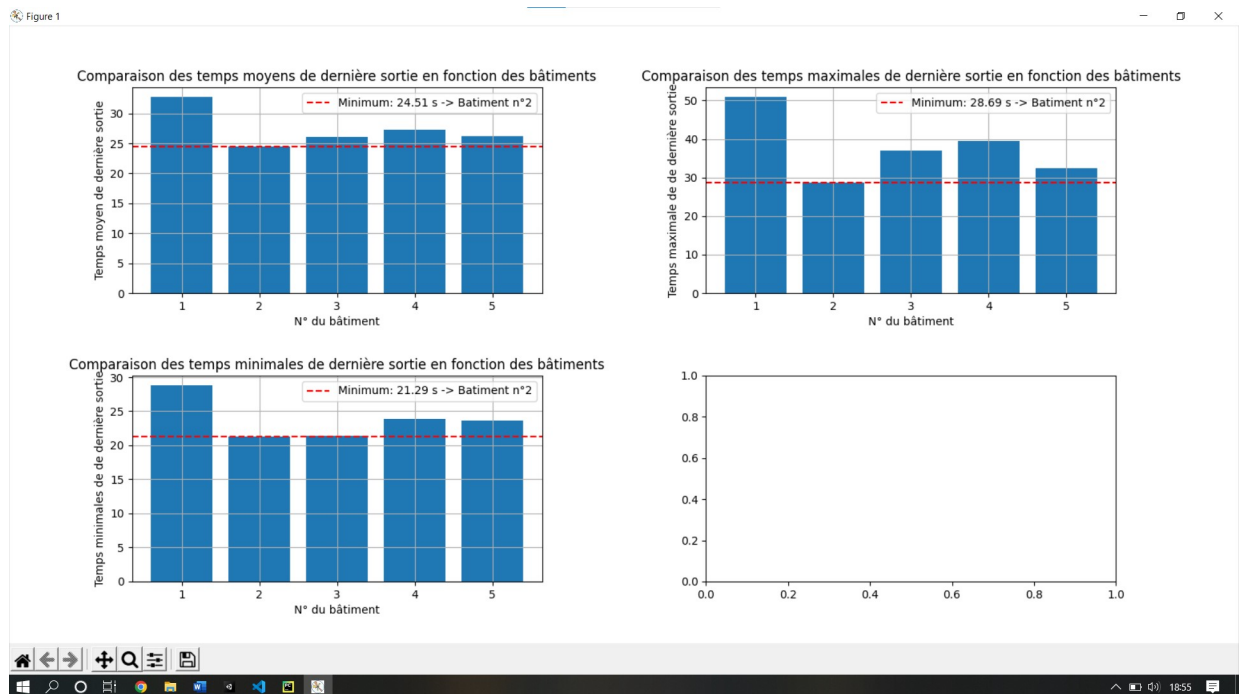 Figure 1
Comparaison des temps moyens de dernière sortie en fonction des bâtiments
Minimum: 24.51 s -> Batiment n°2
Temps moyen de dernière sortie
30
25
20
15
10
5
0
1 2 3 4 5
N° du bâtiment
Comparaison des temps maximales de dernière sortie en fonction des bâtiments
Minimum: 28.69 s -> Batiment n°2
Temps maximale de de dernière sortie
50
40
30
20
10
0
1 2 3 4 5
N° du bâtiment
Comparaison des temps minimales de dernière sortie en fonction des bâtiments
Minimum: 21.29 s -> Batiment n°2
Temps minimales de de dernière sortie
30
25
20
15
10
5
0
1 2 3 4 5
N° du bâtiment
1.0
0.8
0.6
0.4
0.2
0.0
0.0 0.2 0.4 0.6 0.8 1.0
18:55